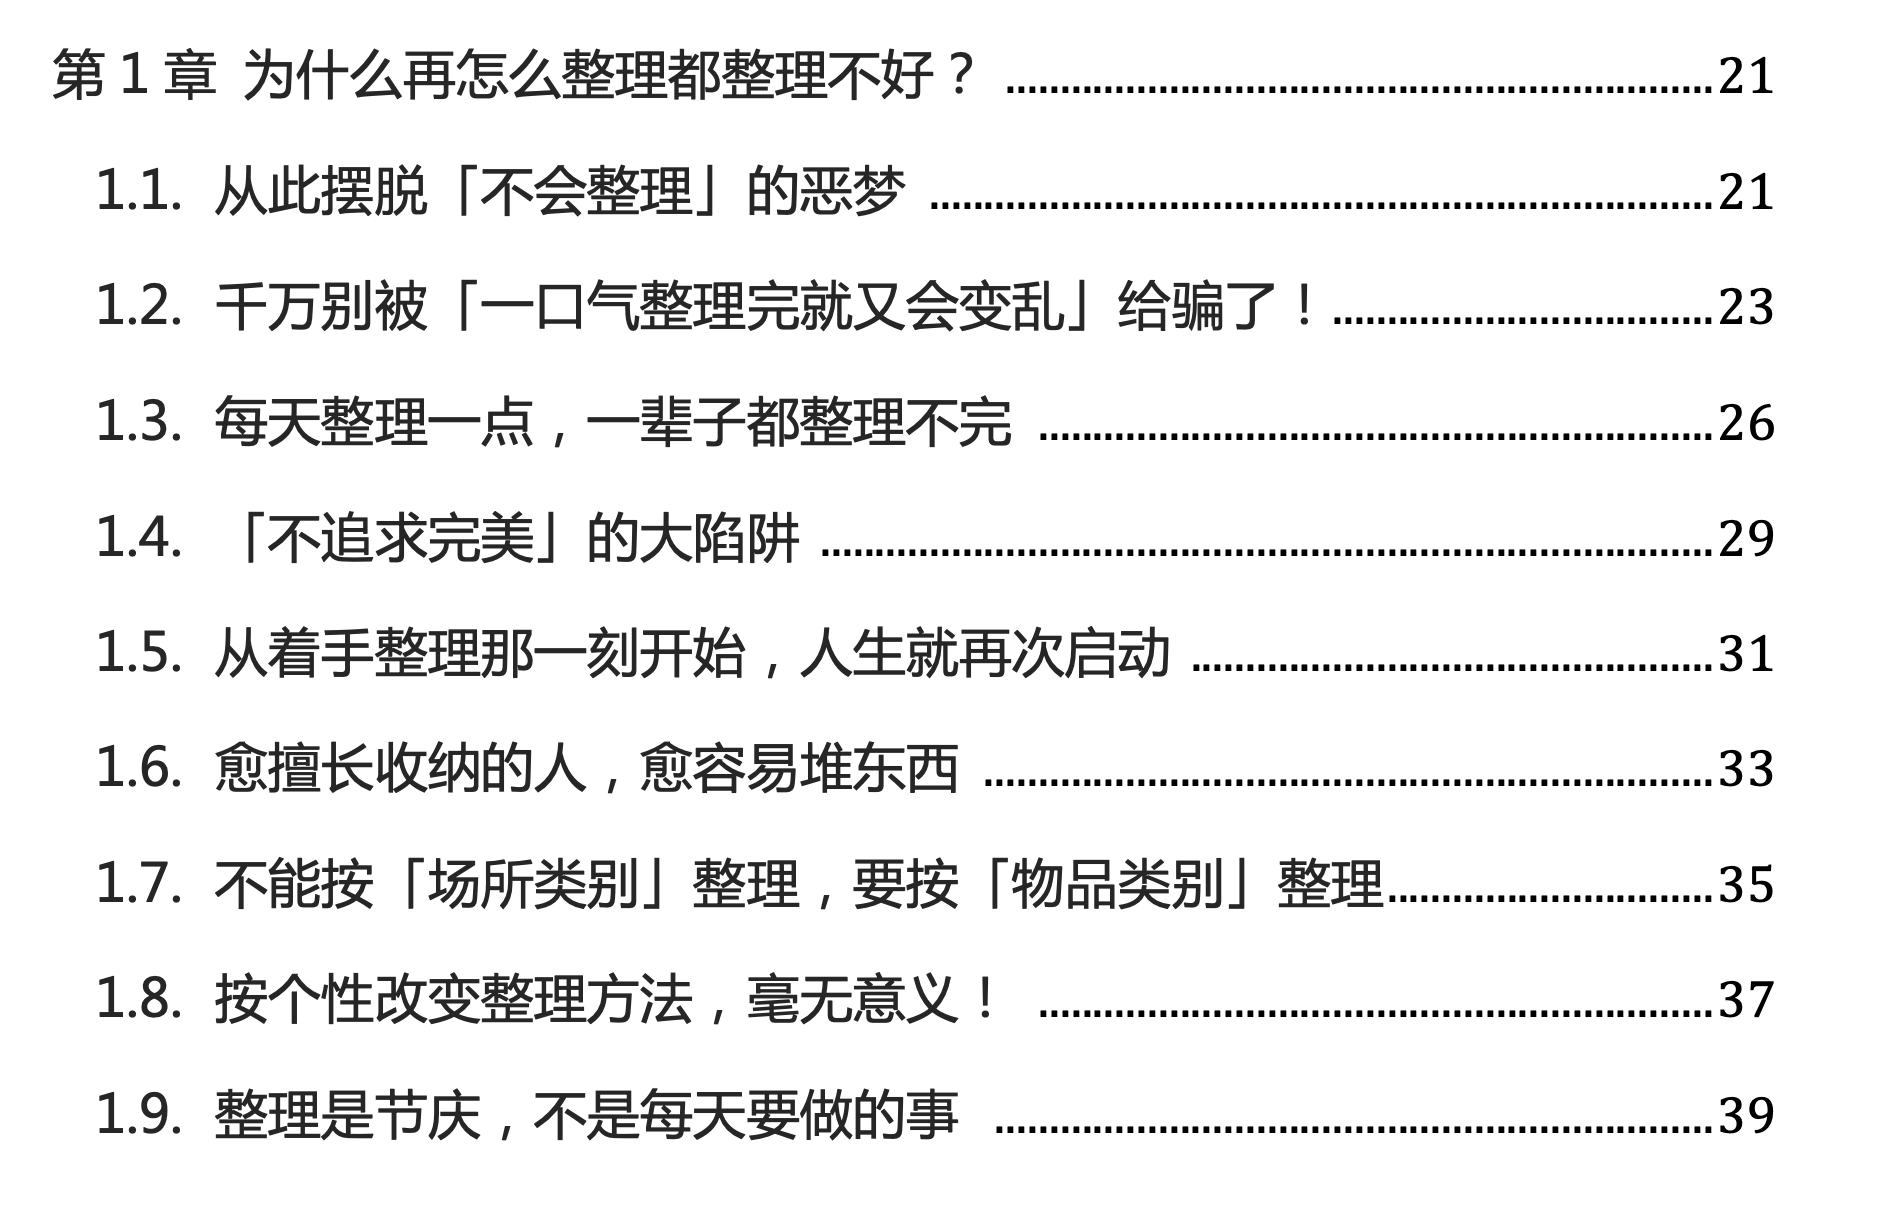 第 1 章 为什么再怎么整理都整理不好？ ........................................ 21
1.1. 从此摆脱「不会整理」的恶梦 ........................................ 21
1.2. 千万别被「一口气整理完就又会变乱」给骗了！ ........................................ 23
1.3. 每天整理一点，一辈子都整理不完 ........................................ 26
1.4. 「不追求完美」的大陷阱 ........................................ 29
1.5. 从着手整理那一刻开始，人生就再次启动 ........................................ 31
1.6. 愈擅长收纳的人，愈容易堆东西 ........................................ 33
1.7. 不能按「场所类别」整理，要按「物品类别」整理 ........................................ 35
1.8. 按个性改变整理方法，毫无意义！ ........................................ 37
1.9. 整理是节庆，不是每天要做的事 ........................................ 39